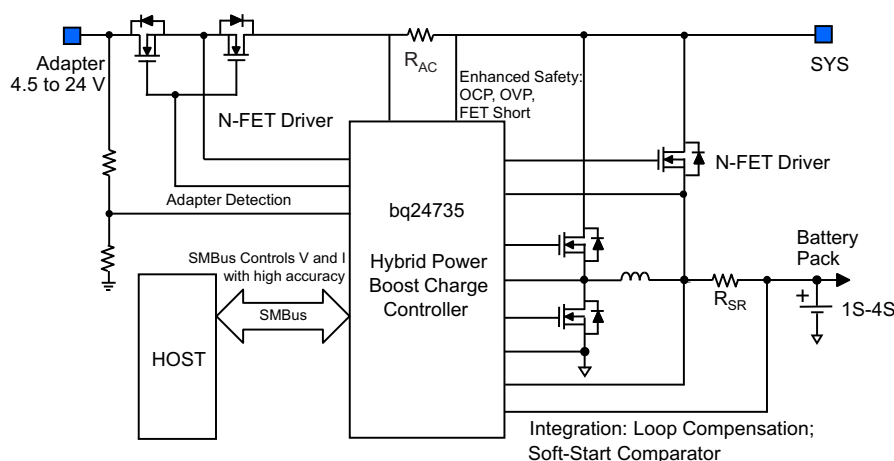 Adapter
4.5 to 24 V
R_AC
SYS
Enhanced Safety:
OCP, OVP,
FET Short
N-FET Driver
N-FET Driver
Adapter Detection
bq24735
Hybrid Power
Boost Charge
Controller
SMBus Controls V and I
with high accuracy
SMBus
HOST
Battery
Pack
R_SR
+
1S-4S
Integration: Loop Compensation;
Soft-Start Comparator